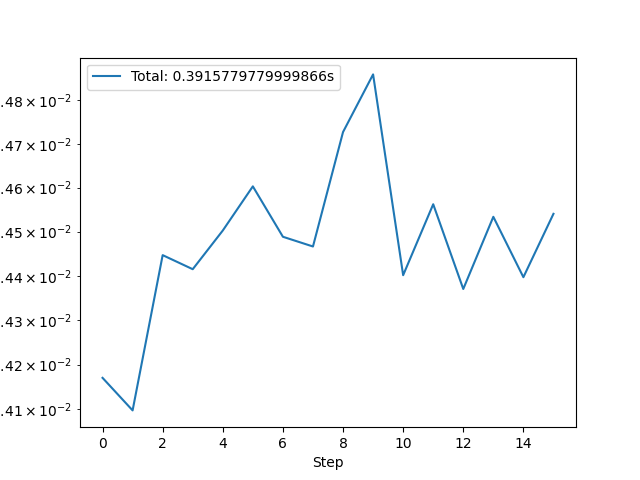 Total: 0.3915779779999866s
.48 × 10⁻²
.47 × 10⁻²
.46 × 10⁻²
.45 × 10⁻²
.44 × 10⁻²
.43 × 10⁻²
.42 × 10⁻²
.41 × 10⁻²
0 2 4 6 8 10 12 14
Step